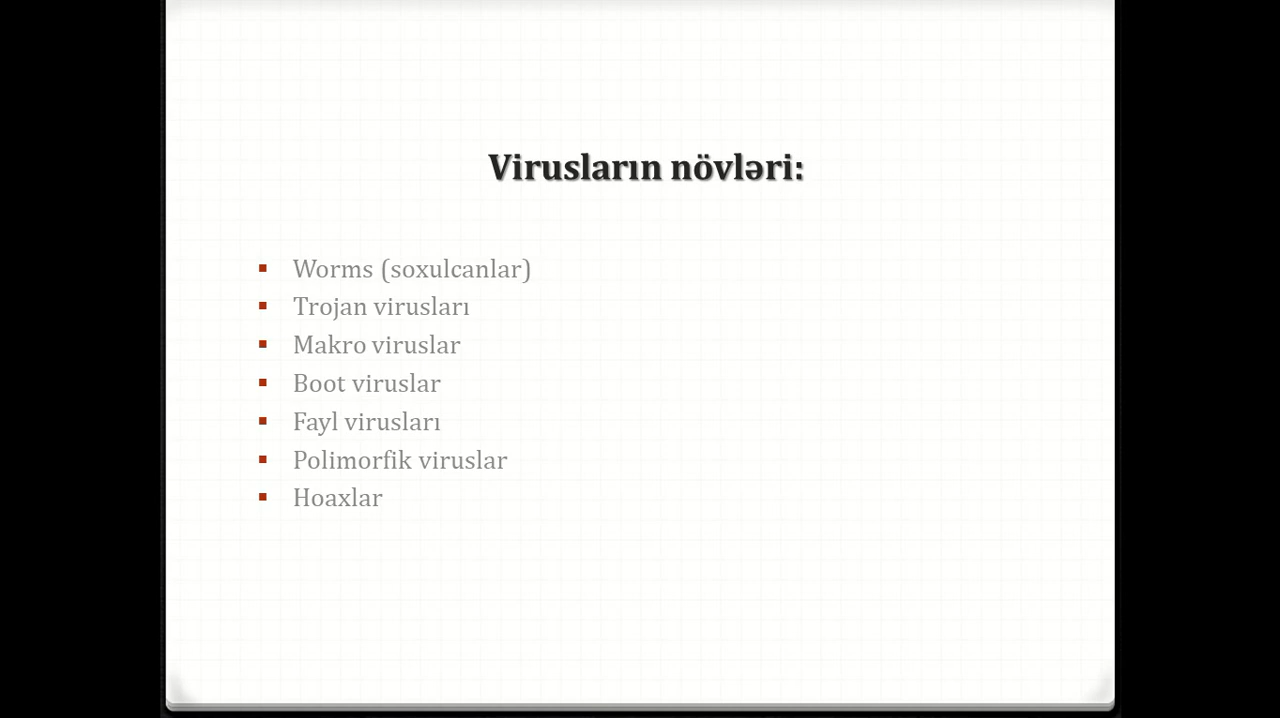 Virusların növləri:
▪ Worms (soxulcanlar)
▪ Trojan virusları
▪ Makro viruslar
▪ Boot viruslar
▪ Fayl virusları
▪ Polimorfik viruslar
▪ Hoaxlar